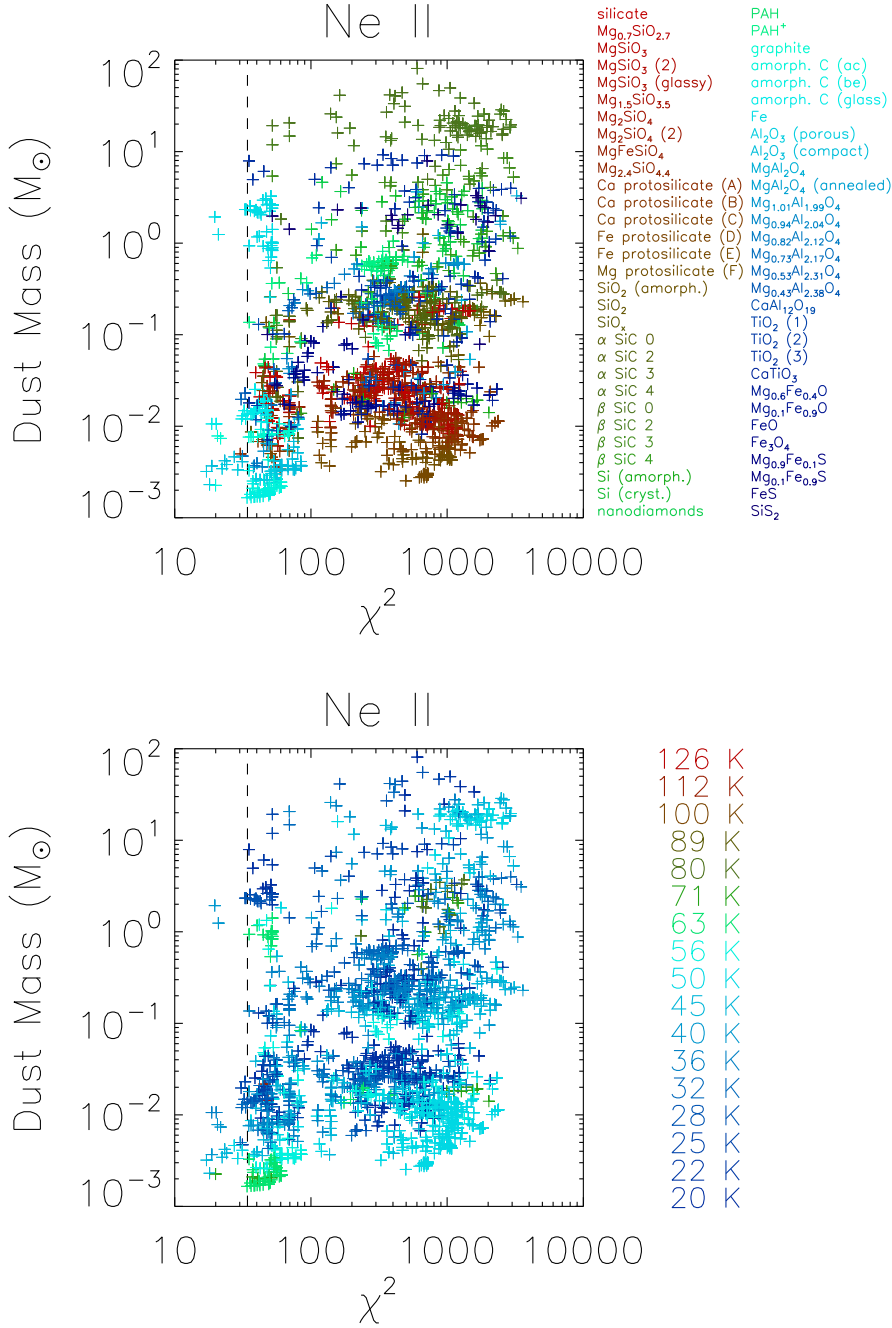 Ne II
Dust Mass (M☉)
10²
10¹
10⁰
10⁻¹
10⁻²
10⁻³
10 100 1000 10000
χ²
silicate
Mg₀.₇SiO₂.₇
MgSiO₃
MgSiO₃ (2)
MgSiO₃ (glassy)
Mg₁.₅SiO₃.₅
Mg₂SiO₄
Mg₂SiO₄ (2)
MgFeSiO₄
Mg₂.₄SiO₄.₄
Ca protosilicate (A)
Ca protosilicate (B)
Ca protosilicate (C)
Fe protosilicate (D)
Fe protosilicate (E)
Mg protosilicate (F)
SiO₂ (amorph.)
SiO₂
SiOₓ
α SiC 0
α SiC 2
α SiC 3
α SiC 4
β SiC 0
β SiC 2
β SiC 3
β SiC 4
Si (amorph.)
Si (cryst.)
nanodiamonds
PAH
PAH⁺
graphite
amorph. C (ac)
amorph. C (be)
amorph. C (glass)
Fe
Al₂O₃ (porous)
Al₂O₃ (compact)
MgAl₂O₄
MgAl₂O₄ (annealed)
Mg₁.₀₁Al₁.₉₉O₄
Mg₀.₉₄Al₂.₀₄O₄
Mg₀.₈₂Al₂.₁₂O₄
Mg₀.₇₃Al₂.₁₇O₄
Mg₀.₅₃Al₂.₃₁O₄
Mg₀.₄₃Al₂.₃₈O₄
CaAl₁₂O₁₉
TiO₂ (1)
TiO₂ (2)
TiO₂ (3)
CaTiO₃
Mg₀.₆Fe₀.₄O
Mg₀.₁Fe₀.₉O
FeO
Fe₃O₄
Mg₀.₉Fe₀.₁S
Mg₀.₁Fe₀.₉S
FeS
SiS₂
Ne II
Dust Mass (M☉)
10²
10¹
10⁰
10⁻¹
10⁻²
10⁻³
10 100 1000 10000
χ²
126 K
112 K
100 K
89 K
80 K
71 K
63 K
56 K
50 K
45 K
40 K
36 K
32 K
28 K
25 K
22 K
20 K